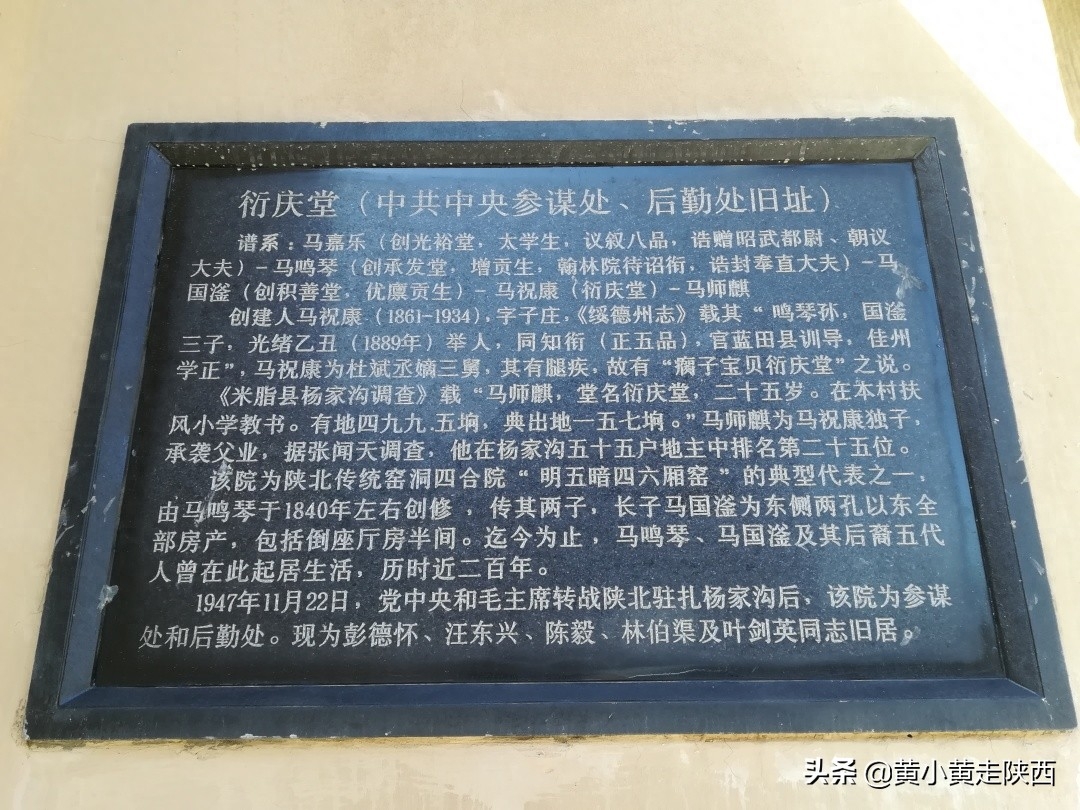 衍庆堂（中共中央参谋处、后勤处旧址）
谱系：马嘉乐（创光裕堂，太学生，议叙八品，诰赠昭武都尉、朝议
大夫）-马鸣琴（创承发堂，增贡生，翰林院待诏衔，诰封奉直大夫）-马
国滏（创积善堂，优廪贡生）-马祝康（衍庆堂）-马师麒
创建人马祝康（1861-1934），字子庄，《绥德州志》载其“鸣琴孙，国滏
三子，光绪乙丑（1889年）举人，同知衔（正五品），官蓝田县训导，佳州
学正”，马祝康为杜斌丞嫡三舅，其有腿疾，故有“瘸子宝贝衍庆堂”之说。
《米脂县杨家沟调查》载“马师麒，堂名衍庆堂，二十五岁。在本村扶
风小学教书。有地四九九.五垧，典出地一五七垧。”马师麒为马祝康独子，
承袭父业，据张闻天调查，他在杨家沟五十五户地主中排名第二十五位。
该院为陕北传统窑洞四合院“明五暗四六厢窑”的典型代表之一，
由马鸣琴于1840年左右创修，传其两子，长子马国滏为东侧两孔以东全
部房产，包括倒座厅房半间。迄今为止，马鸣琴、马国滏及其后裔五代
人曾在此起居生活，历时近二百年。
1947年11月22日，党中央和毛主席转战陕北驻扎杨家沟后，该院为参谋
处和后勤处。现为彭德怀、汪东兴、陈毅、林伯渠及叶剑英同志旧居。
头条 @黄小黄走陕西